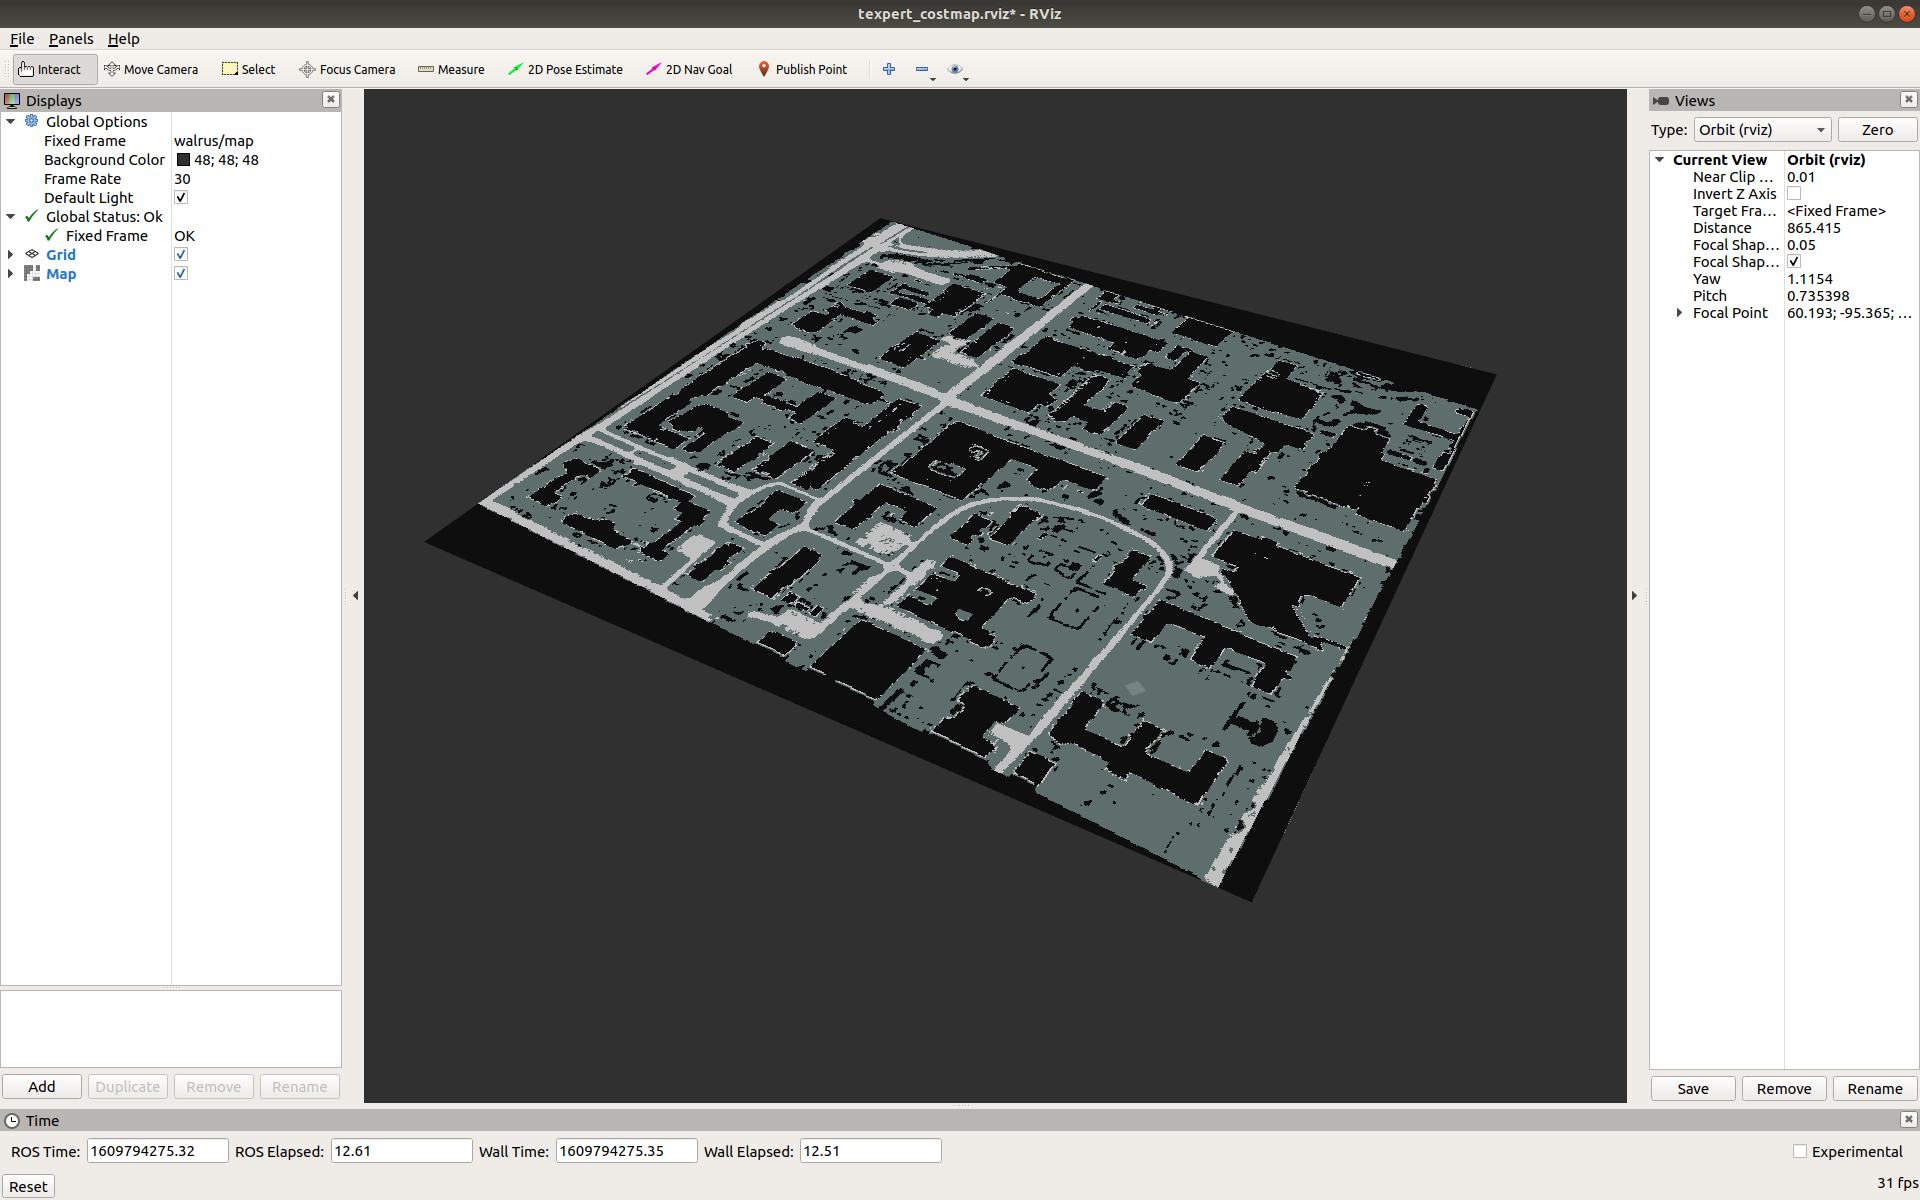 texpert_costmap.rviz* - RViz
File Panels Help
Interact Move Camera Select Focus Camera Measure 2D Pose Estimate 2D Nav Goal Publish Point
Displays
Global Options
Fixed Frame walrus/map
Background Color 48; 48; 48
Frame Rate 30
Default Light
Global Status: Ok
Fixed Frame OK
Grid
Map
Add Duplicate Remove Rename
Views
Type: Orbit (rviz) Zero
Current View Orbit (rviz)
Near Clip ... 0.01
Invert Z Axis
Target Fra... <Fixed Frame>
Distance 865.415
Focal Shap... 0.05
Focal Shap...
Yaw 1.1154
Pitch 0.735398
Focal Point 60.193; -95.365; ...
Save Remove Rename
Time
ROS Time: 1609794275.32 ROS Elapsed: 12.61 Wall Time: 1609794275.35 Wall Elapsed: 12.51 Experimental
Reset 31 fps